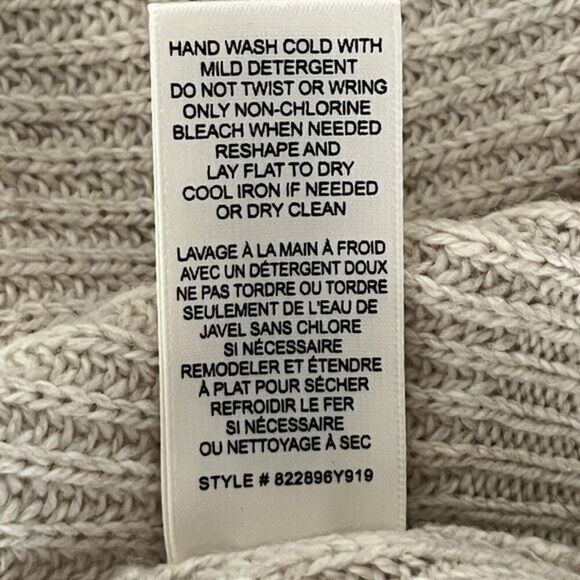 HAND WASH COLD WITH
MILD DETERGENT
DO NOT TWIST OR WRING
ONLY NON-CHLORINE
BLEACH WHEN NEEDED
RESHAPE AND
LAY FLAT TO DRY
COOL IRON IF NEEDED
OR DRY CLEAN
LAVAGE À LA MAIN À FROID
AVEC UN DÉTERGENT DOUX
NE PAS TORDRE OU TORDRE
SEULEMENT DE L'EAU DE
JAVEL SANS CHLORE
SI NÉCESSAIRE
REMODELER ET ÉTENDRE
À PLAT POUR SÉCHER
REFROIDIR LE FER
SI NÉCESSAIRE
OU NETTOYAGE À SEC
STYLE # 822896Y919